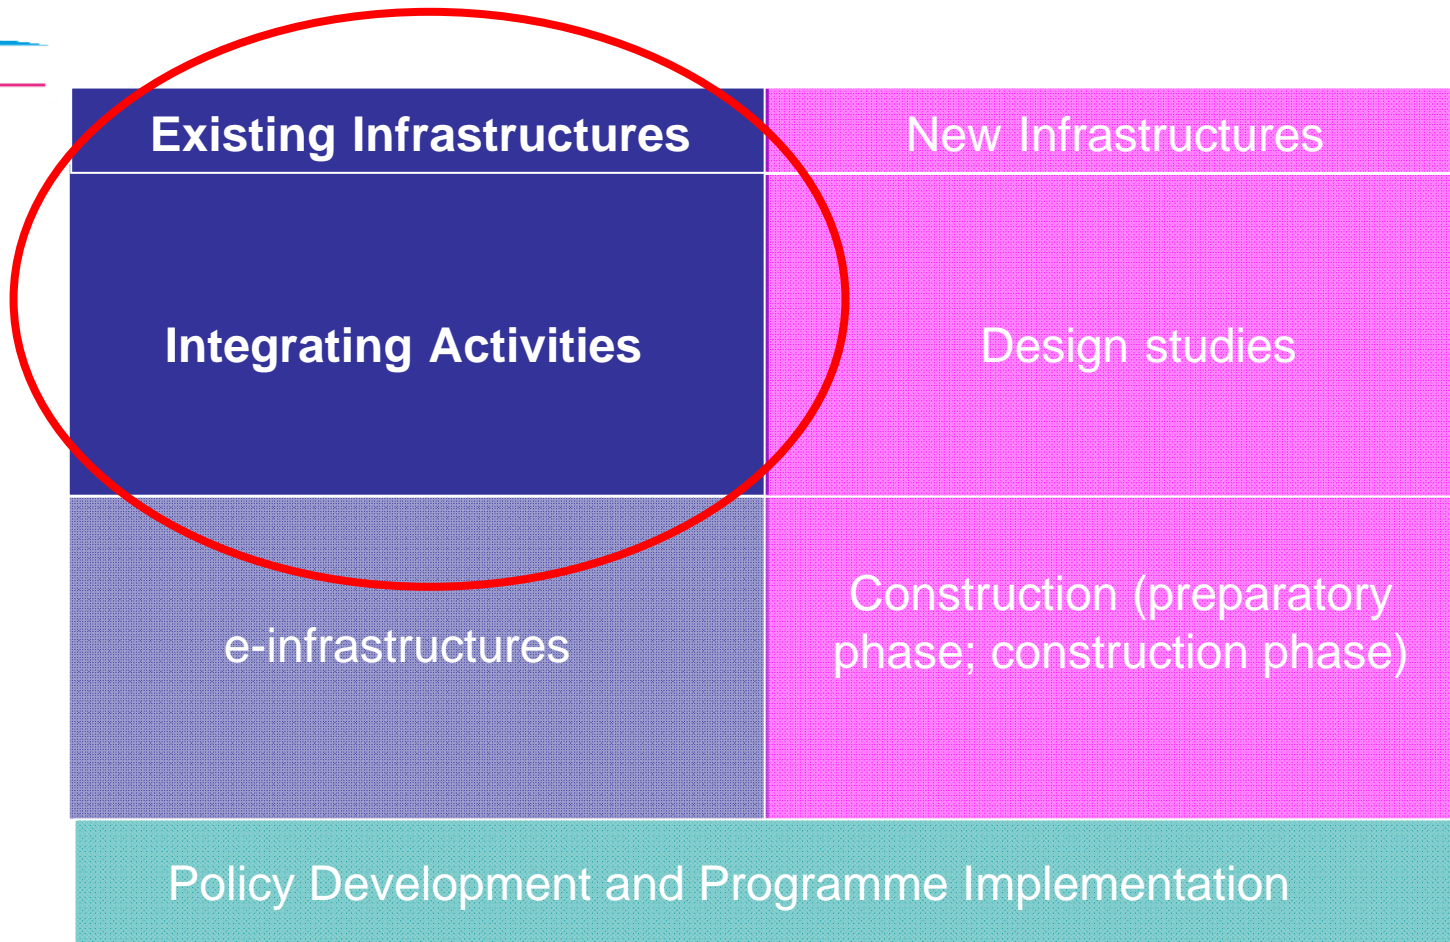 Existing Infrastructures
New Infrastructures
Integrating Activities
Design studies
e-infrastructures
Construction (preparatory
phase; construction phase)
Policy Development and Programme Implementation